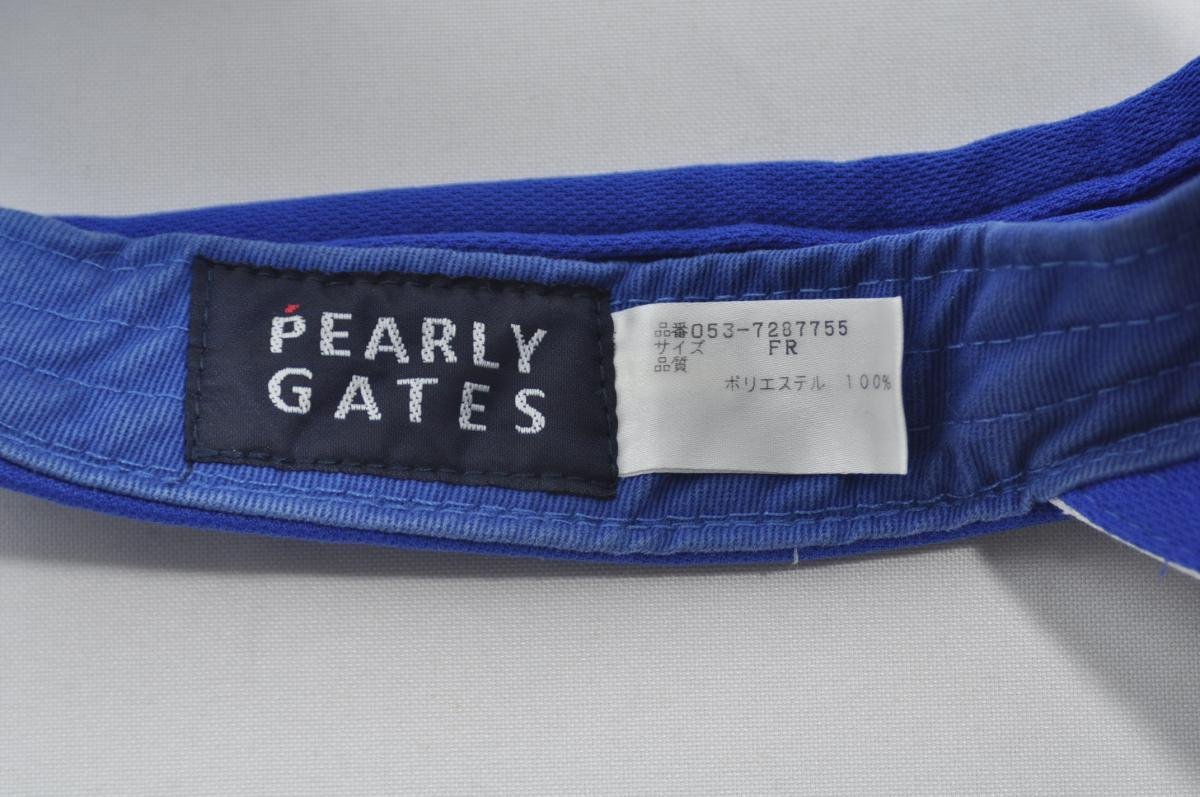 PEARLY
GATES
品番053-7287755
サイズ FR
品質
ポリエステル 100%